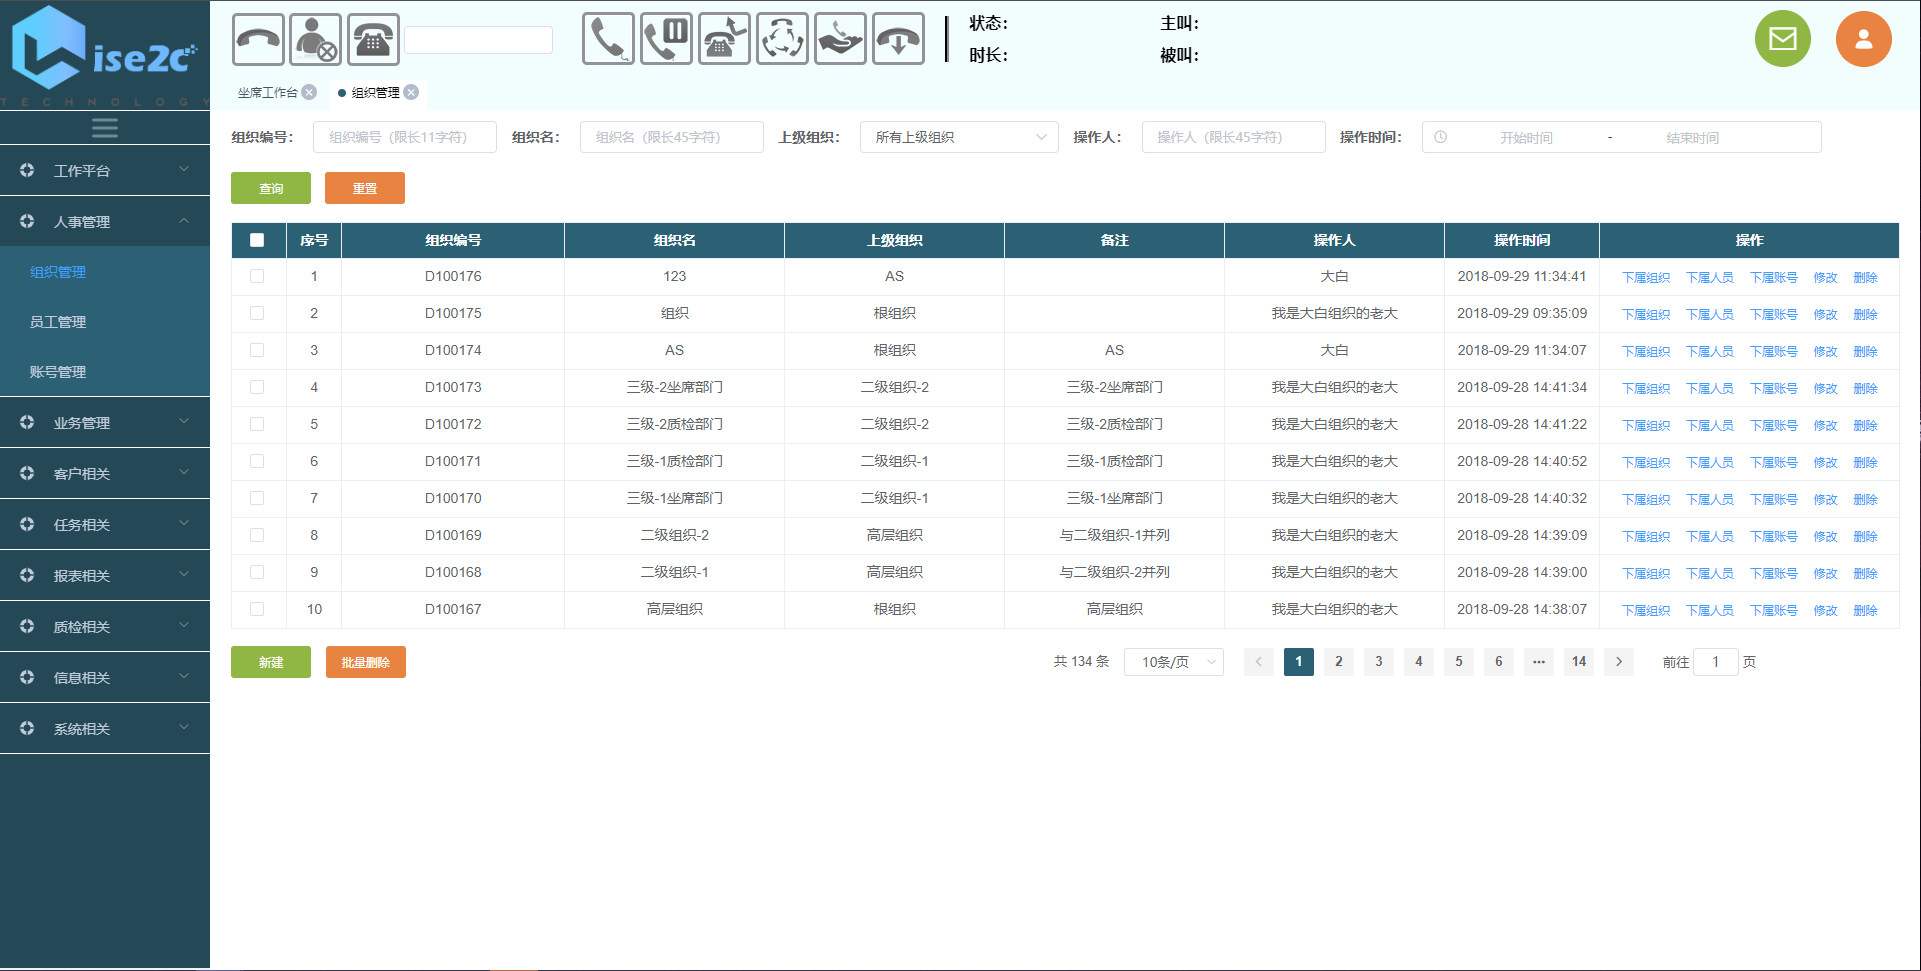 ise2c
TECHNOLOGY
状态： 主叫：
时长： 被叫：
坐席工作台 组织管理
组织编号： 组织编号（限长11字符） 组织名： 组织名（限长45字符） 上级组织： 所有上级组织 操作人： 操作人（限长45字符） 操作时间： 开始时间 - 结束时间
查询 重置
工作平台
人事管理
组织管理
员工管理
账号管理
业务管理
客户相关
任务相关
报表相关
质检相关
信息相关
系统相关
序号 组织编号 组织名 上级组织 备注 操作人 操作时间 操作
1 D100176 123 AS 大白 2018-09-29 11:34:41 下属组织 下属人员 下属账号 修改 删除
2 D100175 组织 根组织 我是大白组织的老大 2018-09-29 09:35:09 下属组织 下属人员 下属账号 修改 删除
3 D100174 AS 根组织 AS 大白 2018-09-29 11:34:07 下属组织 下属人员 下属账号 修改 删除
4 D100173 三级-2坐席部门 二级组织-2 三级-2坐席部门 我是大白组织的老大 2018-09-28 14:41:34 下属组织 下属人员 下属账号 修改 删除
5 D100172 三级-2质检部门 二级组织-2 三级-2质检部门 我是大白组织的老大 2018-09-28 14:41:22 下属组织 下属人员 下属账号 修改 删除
6 D100171 三级-1质检部门 二级组织-1 三级-1质检部门 我是大白组织的老大 2018-09-28 14:40:52 下属组织 下属人员 下属账号 修改 删除
7 D100170 三级-1坐席部门 二级组织-1 三级-1坐席部门 我是大白组织的老大 2018-09-28 14:40:32 下属组织 下属人员 下属账号 修改 删除
8 D100169 二级组织-2 高层组织 与二级组织-1并列 我是大白组织的老大 2018-09-28 14:39:09 下属组织 下属人员 下属账号 修改 删除
9 D100168 二级组织-1 高层组织 与二级组织-2并列 我是大白组织的老大 2018-09-28 14:39:00 下属组织 下属人员 下属账号 修改 删除
10 D100167 高层组织 根组织 高层组织 我是大白组织的老大 2018-09-28 14:38:07 下属组织 下属人员 下属账号 修改 删除
新建 批量删除 共 134 条 10条/页 1 2 3 4 5 6 ... 14 前往 1 页